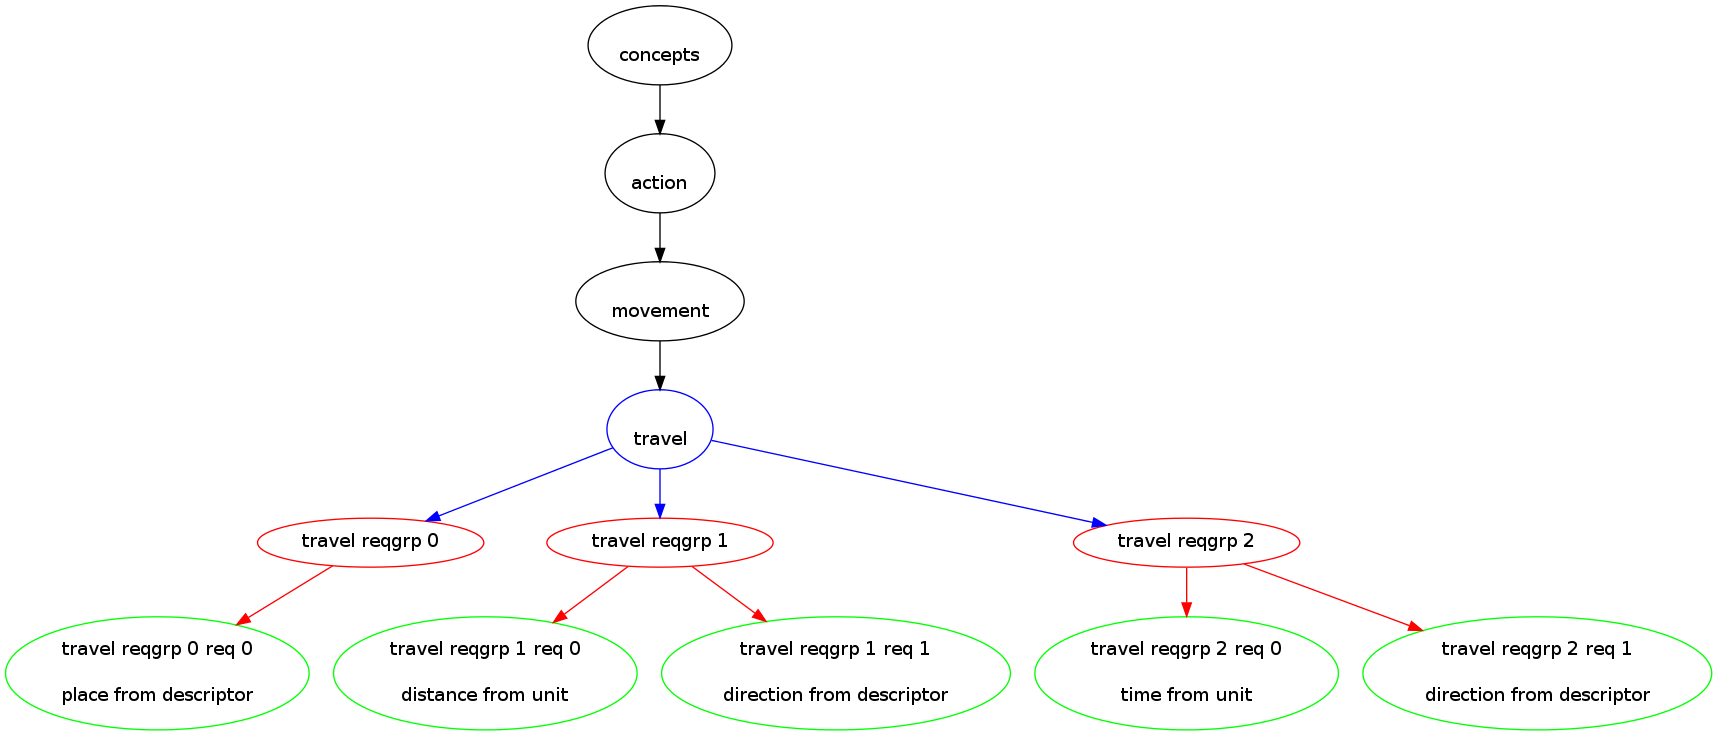 concepts
action
movement
travel
travel reqgrp 0
travel reqgrp 1
travel reqgrp 2
travel reqgrp 0 req 0
place from descriptor
travel reqgrp 1 req 0
distance from unit
travel reqgrp 1 req 1
direction from descriptor
travel reqgrp 2 req 0
time from unit
travel reqgrp 2 req 1
direction from descriptor